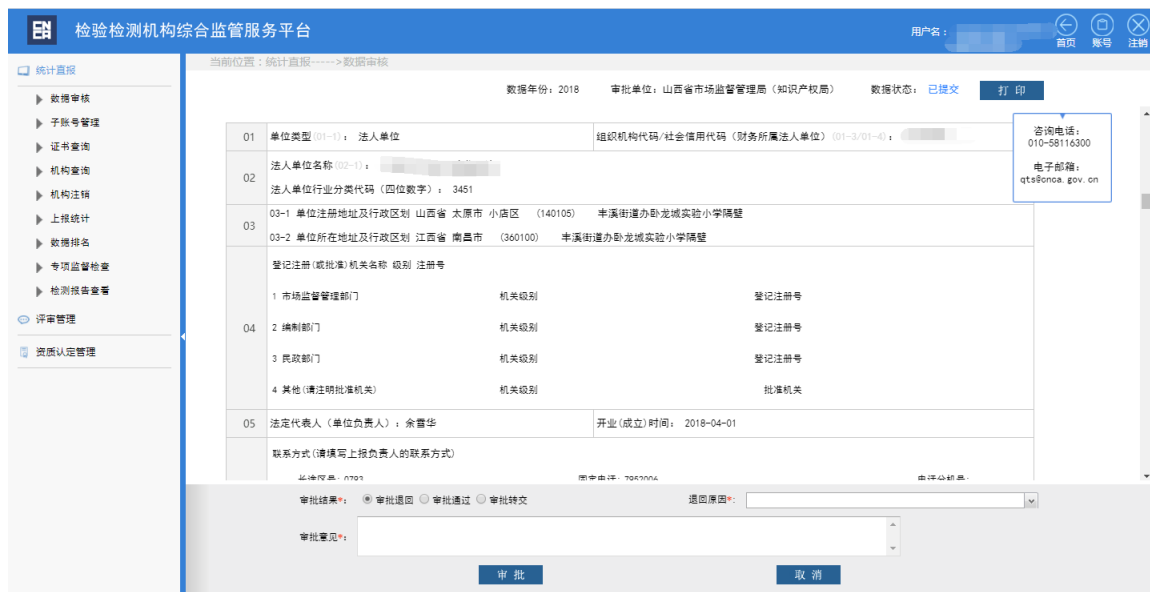 检验检测机构综合监管服务平台
用户名：
首页 账号 注销
统计直报
数据审核
子账号管理
证书查询
机构查询
机构注销
上报统计
数据排名
专项监督检查
检测报告查看
评审管理
资质认定管理
当前位置：统计直报----->数据审核
数据年份：2018 审批单位：山西省市场监督管理局（知识产权局） 数据状态：已提交 打 印
咨询电话：
010-58116300
电子邮箱：
qts@cnca.gov.cn
01 单位类型(01-1)： 法人单位 组织机构代码/社会信用代码（财务所属法人单位）(01-3/01-4)：
02 法人单位名称(02-1)：
法人单位行业分类代码（四位数字）： 3451
03 03-1 单位注册地址及行政区划 山西省 太原市 小店区 （140105） 丰溪街道办卧龙城实验小学隔壁
03-2 单位所在地址及行政区划 江西省 南昌市 （360100） 丰溪街道办卧龙城实验小学隔壁
04 登记注册(或批准)机关名称 级别 注册号
1 市场监督管理部门 机关级别 登记注册号
2 编制部门 机关级别 登记注册号
3 民政部门 机关级别 登记注册号
4 其他(请注明批准机关) 机关级别 批准机关
05 法定代表人（单位负责人）：余雪华 开业(成立)时间： 2018-04-01
联系方式(请填写上报负责人的联系方式)
长途区号：0793 固定电话：7952006 电话分机号：
审批结果*： 审批退回 审批通过 审批转交 退回原因*：
审批意见*：
审 批 取 消